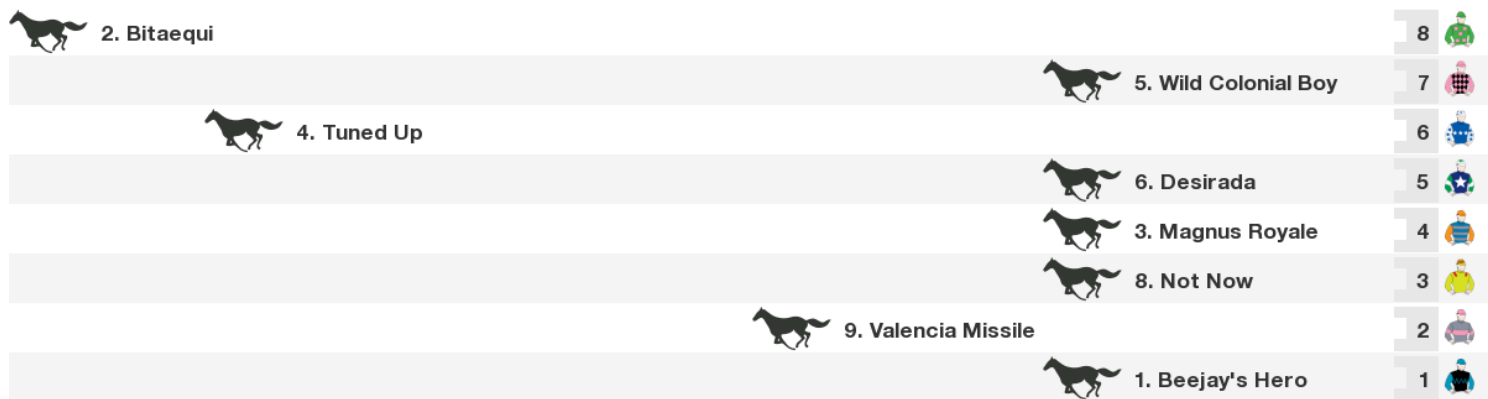 2. Bitaequi 8
5. Wild Colonial Boy 7
4. Tuned Up 6
6. Desirada 5
3. Magnus Royale 4
8. Not Now 3
9. Valencia Missile 2
1. Beejay's Hero 1